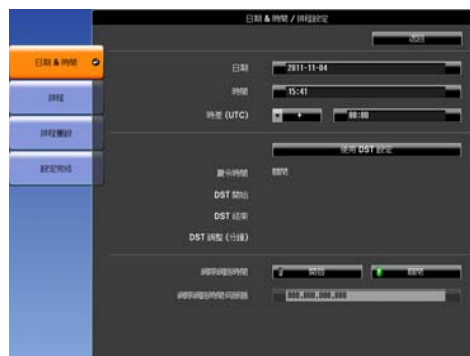 日期 & 時間 / 排程設定
返回
日期 & 時間
排程
排程重設
設定完成
日期 2011-11-04
時間 15:41
時差 (UTC) + 00:00
使用 DST 設定
夏令時間 關閉
DST 開始
DST 結束
DST 調整 (分鐘)
網際網路時間 開啟 關閉
網際網路時間伺服器 000.000.000.000